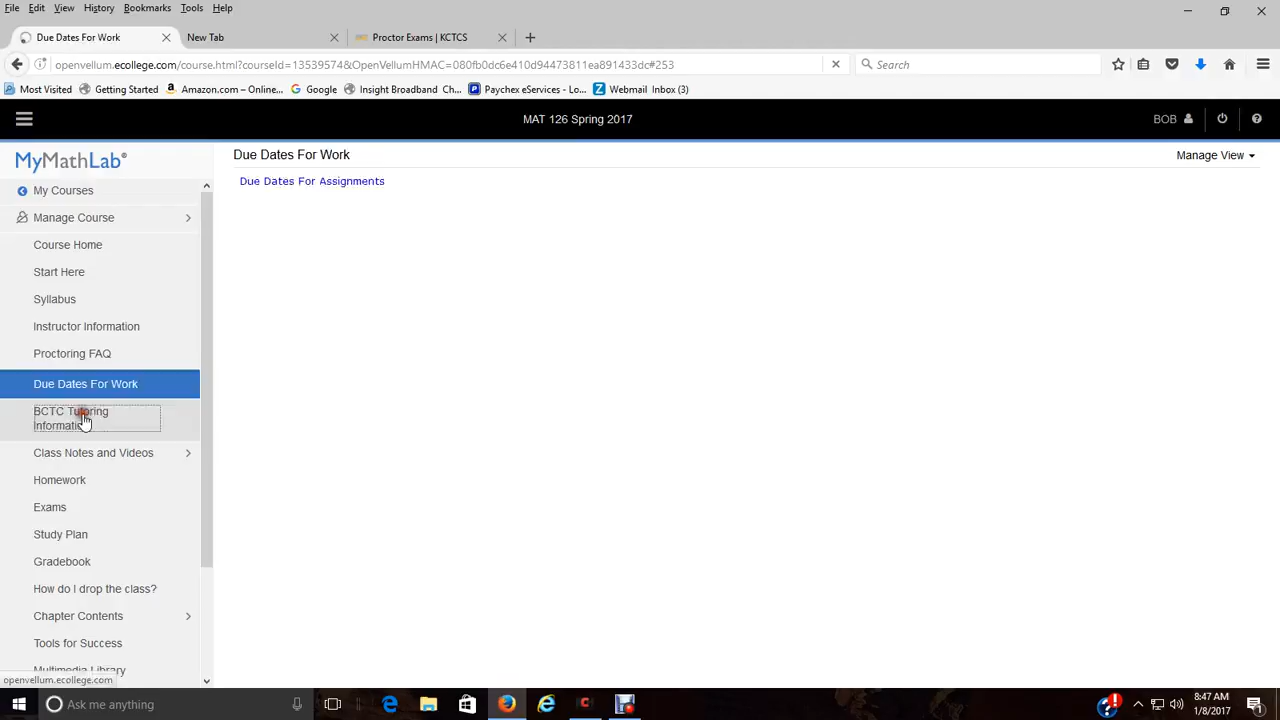 File Edit View History Bookmarks Tools Help
Due Dates For Work
New Tab
Proctor Exams | KCTCS
openvellum.ecollege.com/course.html?courseId=13539574&OpenVellumHMAC=080fb0dc6e410d94473811ea891433dc#253
Search
Most Visited Getting Started Amazon.com – Online... Google Insight Broadband Ch... Paychex eServices - Lo... Webmail Inbox (3)
MAT 126 Spring 2017
BOB
MyMathLab®
Due Dates For Work
Manage View
Due Dates For Assignments
My Courses
Manage Course
Course Home
Start Here
Syllabus
Instructor Information
Proctoring FAQ
Due Dates For Work
BCTC Tutoring
Information
Class Notes and Videos
Homework
Exams
Study Plan
Gradebook
How do I drop the class?
Chapter Contents
Tools for Success
Multimedia Library
openvellum.ecollege.com
Ask me anything
8:47 AM
1/8/2017